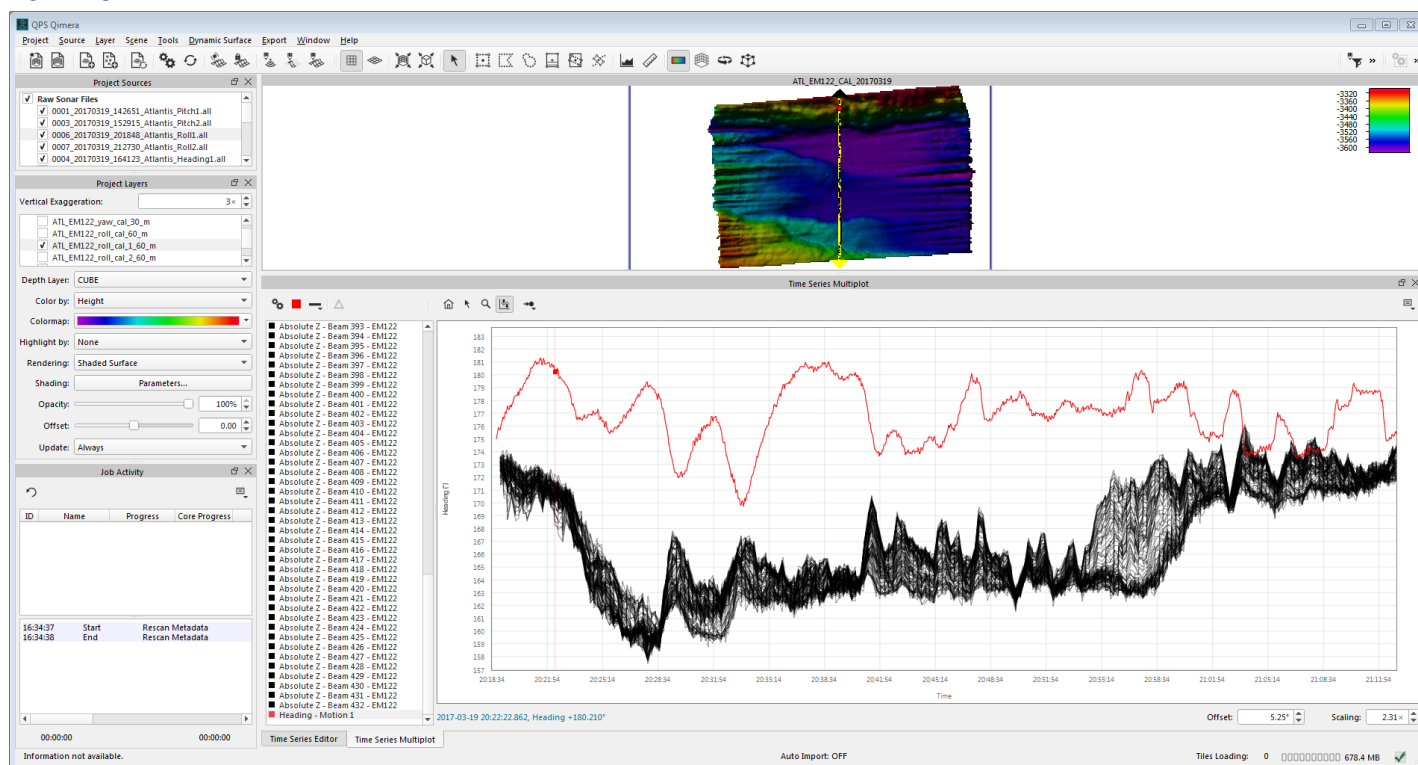 QPS Qimera
Project Source Layer Scene Tools Dynamic Surface Export Window Help
Project Sources
Raw Sonar Files
0001_20170319_142651_Atlantis_Pitch1.all
0003_20170319_152915_Atlantis_Pitch2.all
0006_20170319_201848_Atlantis_Roll1.all
0007_20170319_212730_Atlantis_Roll2.all
0004_20170319_164123_Atlantis_Heading1.all
Project Layers
Vertical Exaggeration: 3×
ATL_EM122_yaw_cal_30_m
ATL_EM122_roll_cal_60_m
ATL_EM122_roll_cal_1_60_m
ATL_EM122_roll_cal_2_60_m
Depth Layer: CUBE
Color by: Height
Colormap:
Highlight by: None
Rendering: Shaded Surface
Shading: Parameters...
Opacity: 100%
Offset: 0.00
Update: Always
Job Activity
ID Name Progress Core Progress
16:34:37 Start Rescan Metadata
16:34:38 End Rescan Metadata
00:00:00 00:00:00
Information not available.
ATL_EM122_CAL_20170319
-3320
-3360
-3400
-3440
-3480
-3520
-3560
-3600
Time Series Multiplot
Absolute Z - Beam 393 - EM122
Absolute Z - Beam 394 - EM122
Absolute Z - Beam 395 - EM122
Absolute Z - Beam 396 - EM122
Absolute Z - Beam 397 - EM122
Absolute Z - Beam 398 - EM122
Absolute Z - Beam 399 - EM122
Absolute Z - Beam 400 - EM122
Absolute Z - Beam 401 - EM122
Absolute Z - Beam 402 - EM122
Absolute Z - Beam 403 - EM122
Absolute Z - Beam 404 - EM122
Absolute Z - Beam 405 - EM122
Absolute Z - Beam 406 - EM122
Absolute Z - Beam 407 - EM122
Absolute Z - Beam 408 - EM122
Absolute Z - Beam 409 - EM122
Absolute Z - Beam 410 - EM122
Absolute Z - Beam 411 - EM122
Absolute Z - Beam 412 - EM122
Absolute Z - Beam 413 - EM122
Absolute Z - Beam 414 - EM122
Absolute Z - Beam 415 - EM122
Absolute Z - Beam 416 - EM122
Absolute Z - Beam 417 - EM122
Absolute Z - Beam 418 - EM122
Absolute Z - Beam 419 - EM122
Absolute Z - Beam 420 - EM122
Absolute Z - Beam 421 - EM122
Absolute Z - Beam 422 - EM122
Absolute Z - Beam 423 - EM122
Absolute Z - Beam 424 - EM122
Absolute Z - Beam 425 - EM122
Absolute Z - Beam 426 - EM122
Absolute Z - Beam 427 - EM122
Absolute Z - Beam 428 - EM122
Absolute Z - Beam 429 - EM122
Absolute Z - Beam 430 - EM122
Absolute Z - Beam 431 - EM122
Absolute Z - Beam 432 - EM122
Heading - Motion 1
Heading (°)
183
182
181
179
178
177
176
175
174
173
172
171
170
169
168
167
166
165
164
163
162
161
160
159
158
157
20:18:34 20:21:54 20:25:14 20:28:34 20:31:54 20:35:14 20:38:34 20:41:54 20:45:14 20:48:34 20:51:54 20:55:14 20:58:34 21:01:54 21:05:14 21:08:34 21:11:54
Time
2017-03-19 20:22:22.862, Heading +180.210°
Offset: 5.25° Scaling: 2.31×
Time Series Editor Time Series Multiplot
Auto Import: OFF
Tiles Loading: 0 678.4 MB